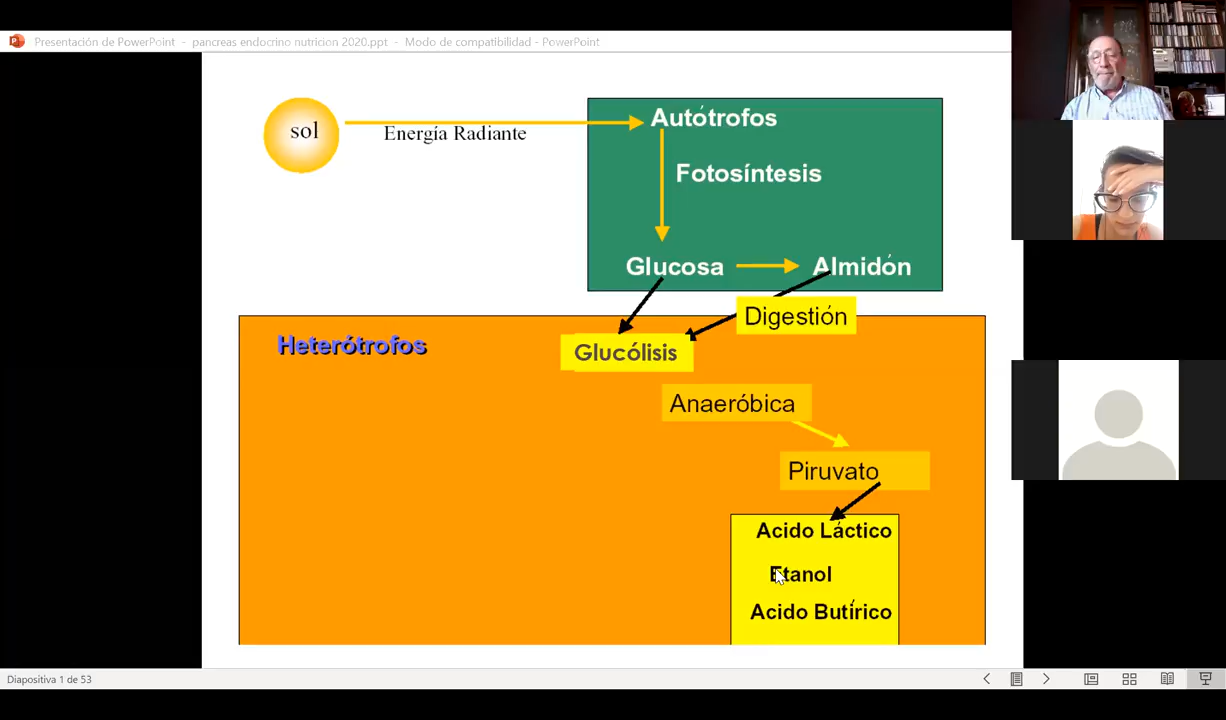 Presentación de PowerPoint - pancreas endocrino nutricion 2020.ppt - Modo de compatibilidad - PowerPoint
sol
Energía Radiante
Autótrofos
Fotosíntesis
Glucosa
Almidón
Digestión
Heterótrofos
Glucólisis
Anaeróbica
Piruvato
Acido Láctico
Etanol
Acido Butírico
Diapositiva 1 de 53